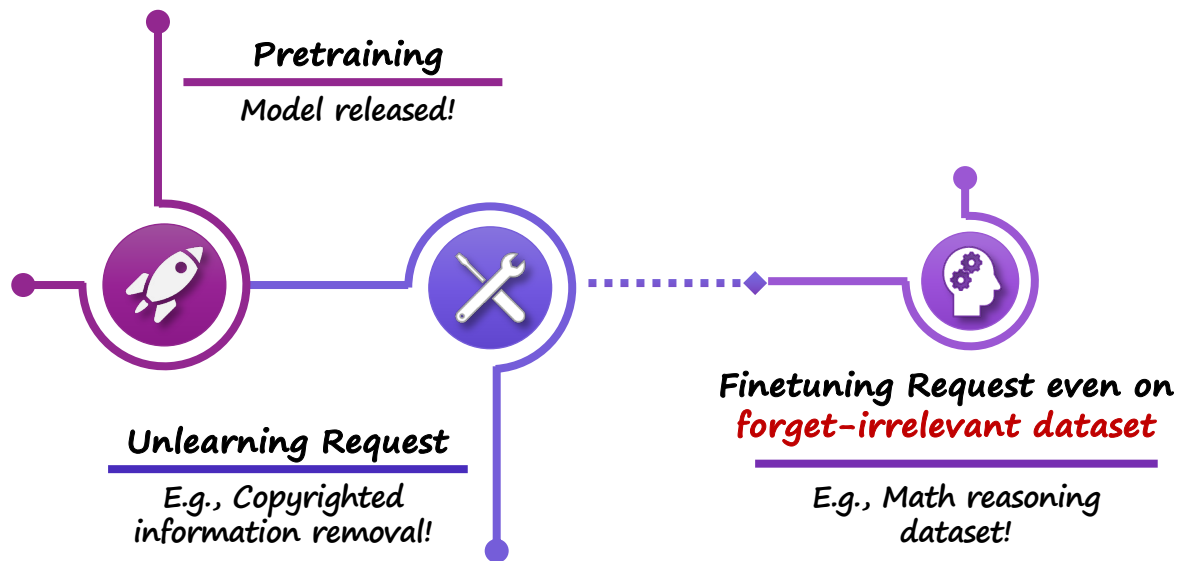 Pretraining
Model released!
Unlearning Request
E.g., Copyrighted
information removal!
Finetuning Request even on
forget-irrelevant dataset
E.g., Math reasoning
dataset!